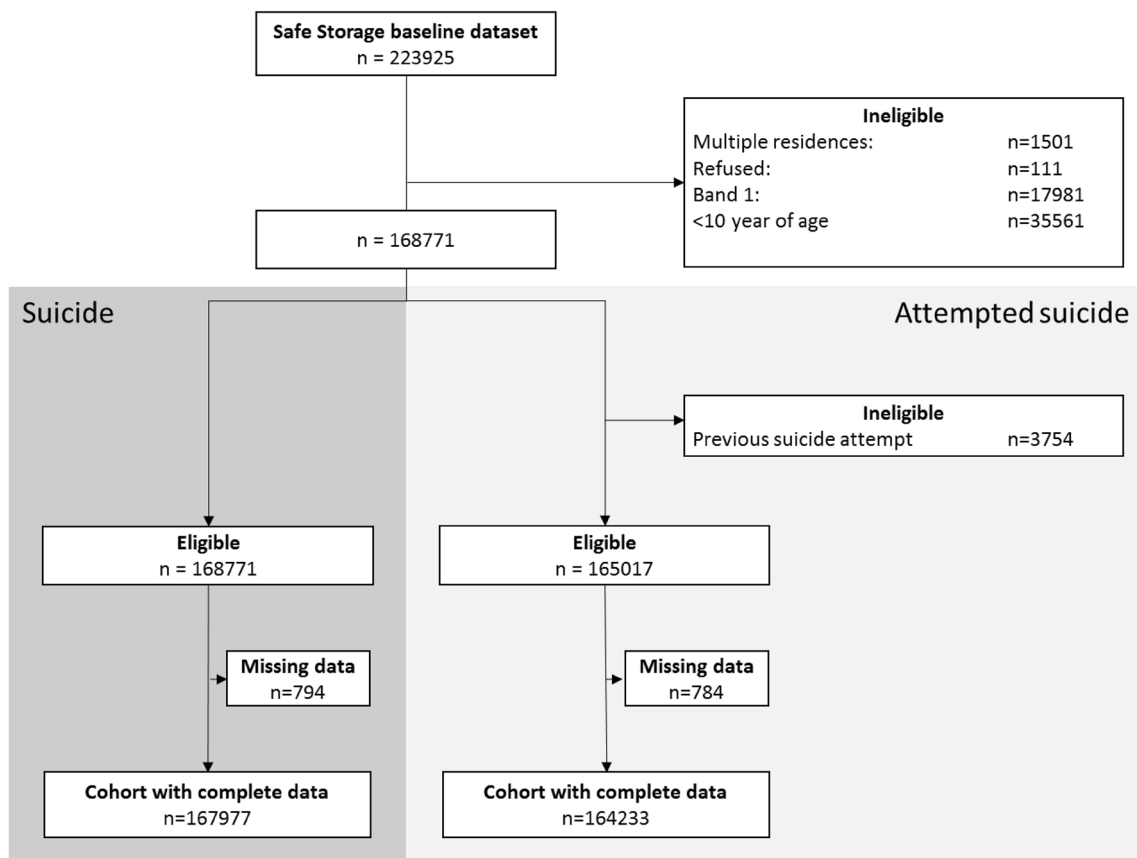 Safe Storage baseline dataset
n = 223925
Ineligible
Multiple residences: n=1501
Refused: n=111
Band 1: n=17981
<10 year of age n=35561
n = 168771
Suicide
Attempted suicide
Ineligible
Previous suicide attempt n=3754
Eligible
n = 168771
Eligible
n = 165017
Missing data
n=794
Missing data
n=784
Cohort with complete data
n=167977
Cohort with complete data
n=164233